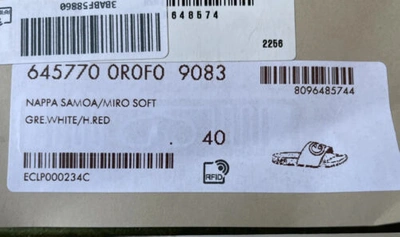 3BABF58860
648574
2256
645770 0R0F0 9083
8096485744
NAPPA SAMOA/MIRO SOFT
GRE.WHITE/H.RED
40
ECLP000234C
RFID